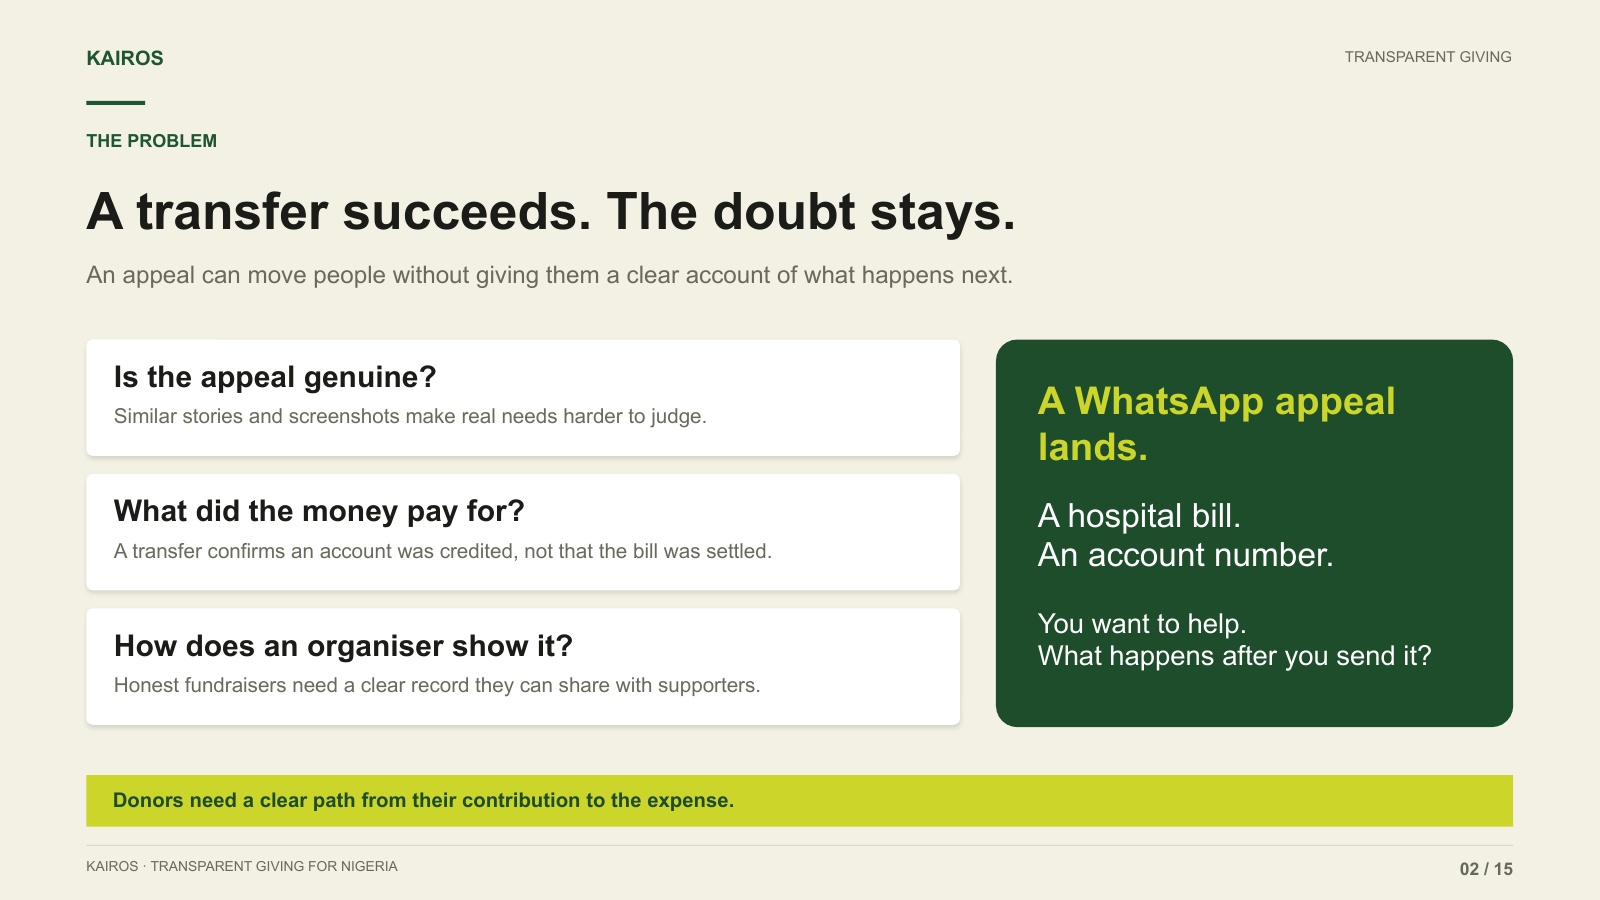 KAIROS
TRANSPARENT GIVING
THE PROBLEM
A transfer succeeds. The doubt stays.
An appeal can move people without giving them a clear account of what happens next.
Is the appeal genuine?
Similar stories and screenshots make real needs harder to judge.
What did the money pay for?
A transfer confirms an account was credited, not that the bill was settled.
How does an organiser show it?
Honest fundraisers need a clear record they can share with supporters.
A WhatsApp appeal
lands.
A hospital bill.
An account number.
You want to help.
What happens after you send it?
Donors need a clear path from their contribution to the expense.
KAIROS · TRANSPARENT GIVING FOR NIGERIA
02 / 15